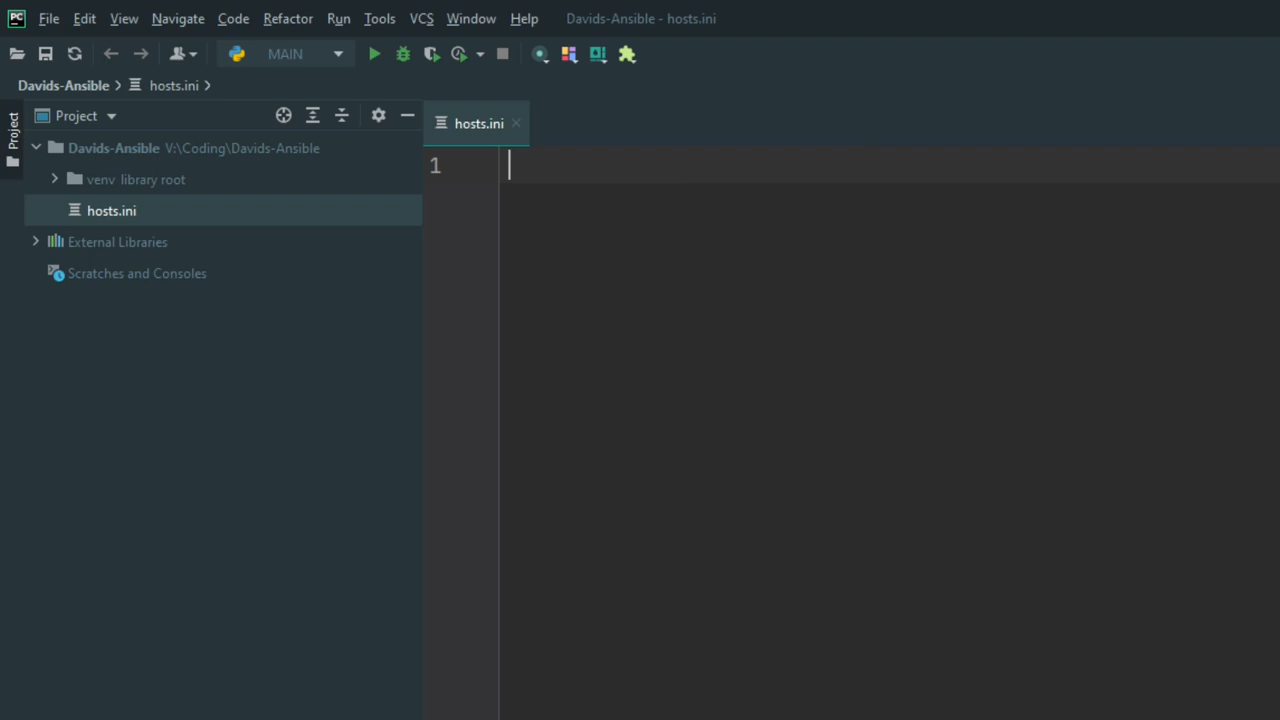 PC File Edit View Navigate Code Refactor Run Tools VCS Window Help Davids-Ansible - hosts.ini
MAIN
Davids-Ansible hosts.ini
Project
Project
hosts.ini
1
Davids-Ansible V:\Coding\Davids-Ansible
venv library root
hosts.ini
External Libraries
Scratches and Consoles